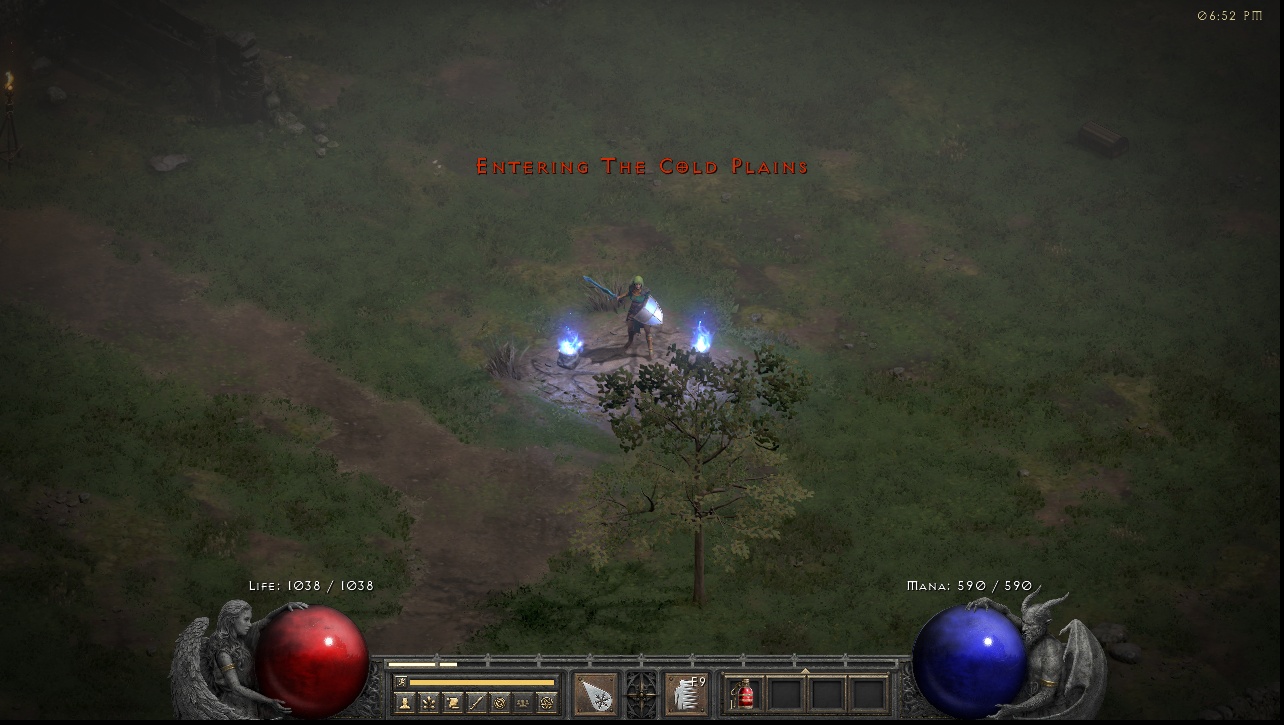 06:52 PM
Entering The Cold Plains
Life: 1038 / 1038
Mana: 590 / 590
F9